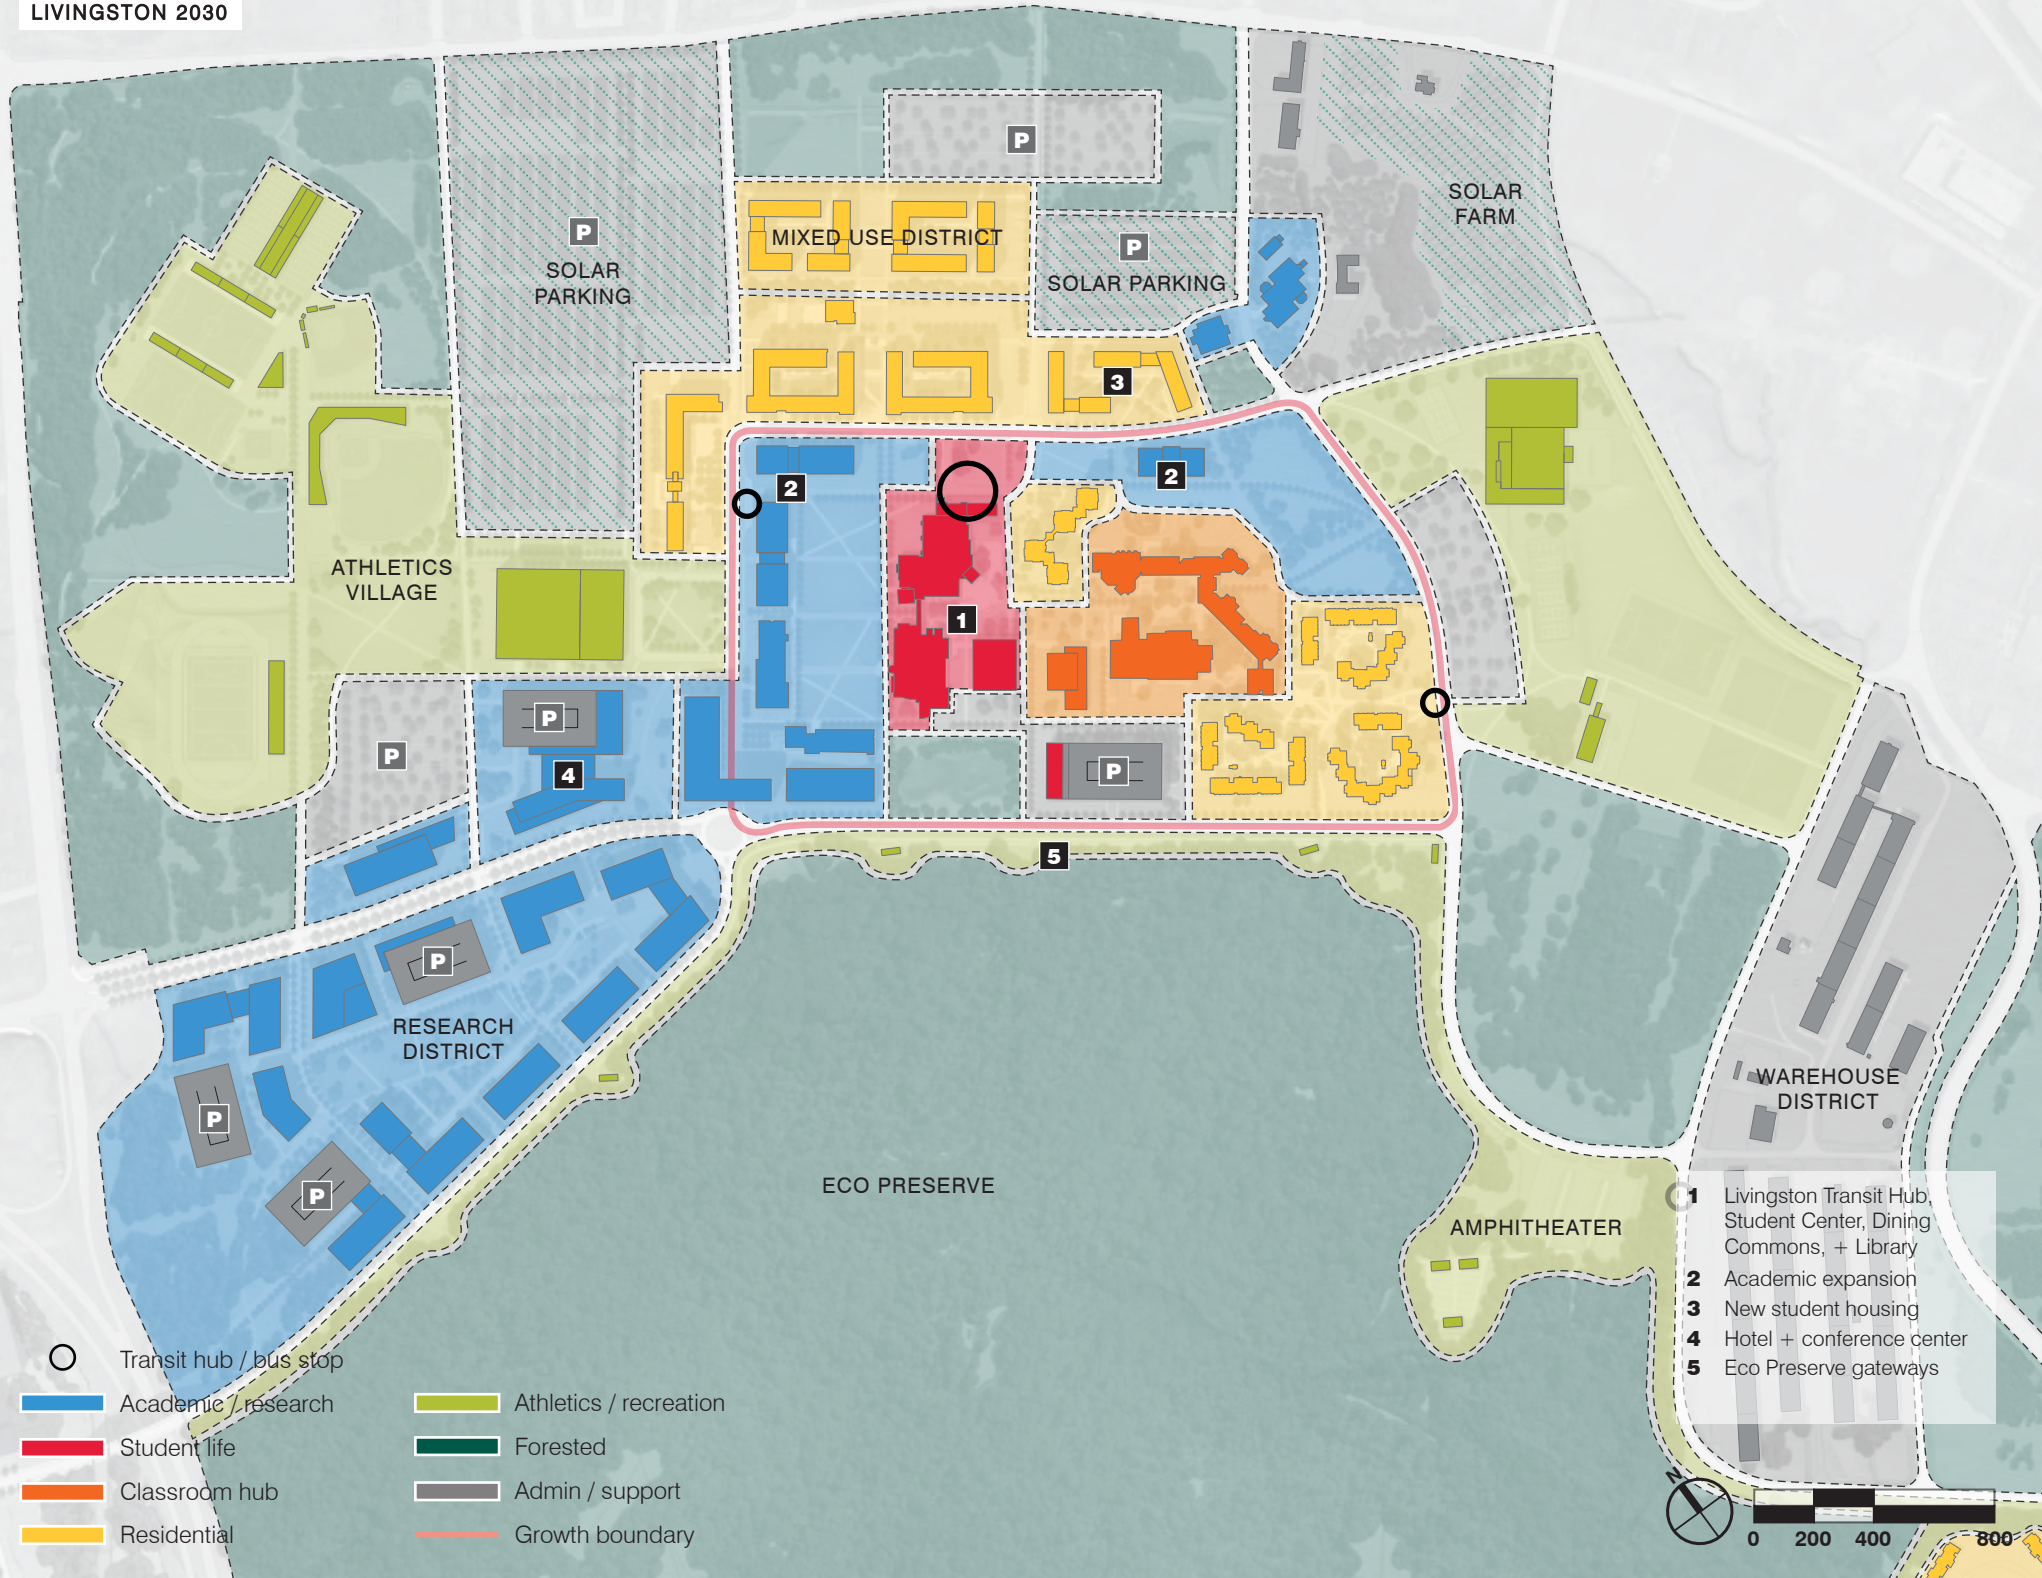 LIVINGSTON 2030
P
SOLAR
FARM
P
SOLAR
PARKING
MIXED USE DISTRICT
P
SOLAR PARKING
3
2
2
ATHLETICS
VILLAGE
1
P
4
P
P
5
P
RESEARCH
DISTRICT
P
P
ECO PRESERVE
WAREHOUSE
DISTRICT
AMPHITHEATER
1 Livingston Transit Hub,
Student Center, Dining
Commons, + Library
2 Academic expansion
3 New student housing
4 Hotel + conference center
5 Eco Preserve gateways
Transit hub / bus stop
Academic / research
Student life
Classroom hub
Residential
Athletics / recreation
Forested
Admin / support
Growth boundary
N
0 200 400 800